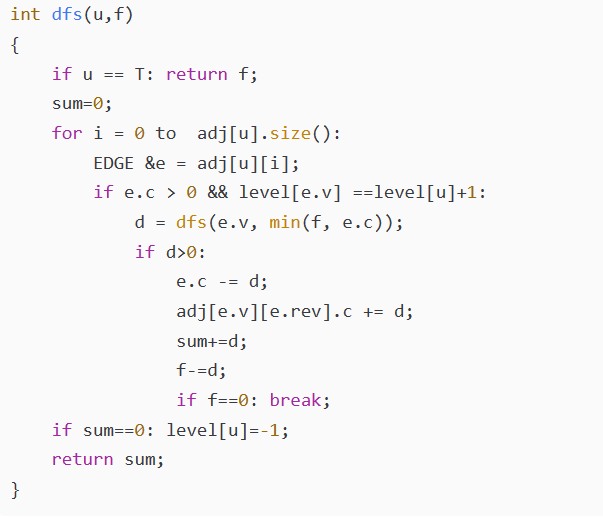 int dfs(u,f)
{
    if u == T: return f;
    sum=0;
    for i = 0 to  adj[u].size():
        EDGE &e = adj[u][i];
        if e.c > 0 && level[e.v] ==level[u]+1:
            d = dfs(e.v, min(f, e.c));
            if d>0:
                e.c -= d;
                adj[e.v][e.rev].c += d;
                sum+=d;
                f-=d;
                if f==0: break;
    if sum==0: level[u]=-1;
    return sum;
}